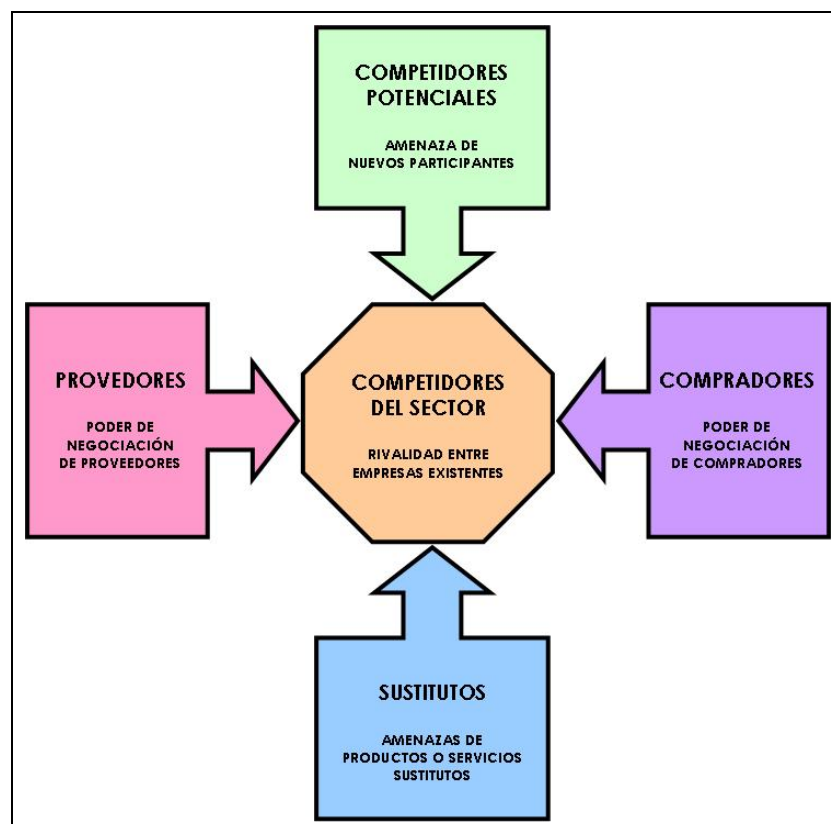 COMPETIDORES
POTENCIALES
AMENAZA DE
NUEVOS PARTICIPANTES
PROVEDORES
PODER DE
NEGOCIACIÓN
DE PROVEEDORES
COMPETIDORES
DEL SECTOR
RIVALIDAD ENTRE
EMPRESAS EXISTENTES
COMPRADORES
PODER DE
NEGOCIACIÓN
DE COMPRADORES
SUSTITUTOS
AMENAZAS DE
PRODUCTOS O SERVICIOS
SUSTITUTOS